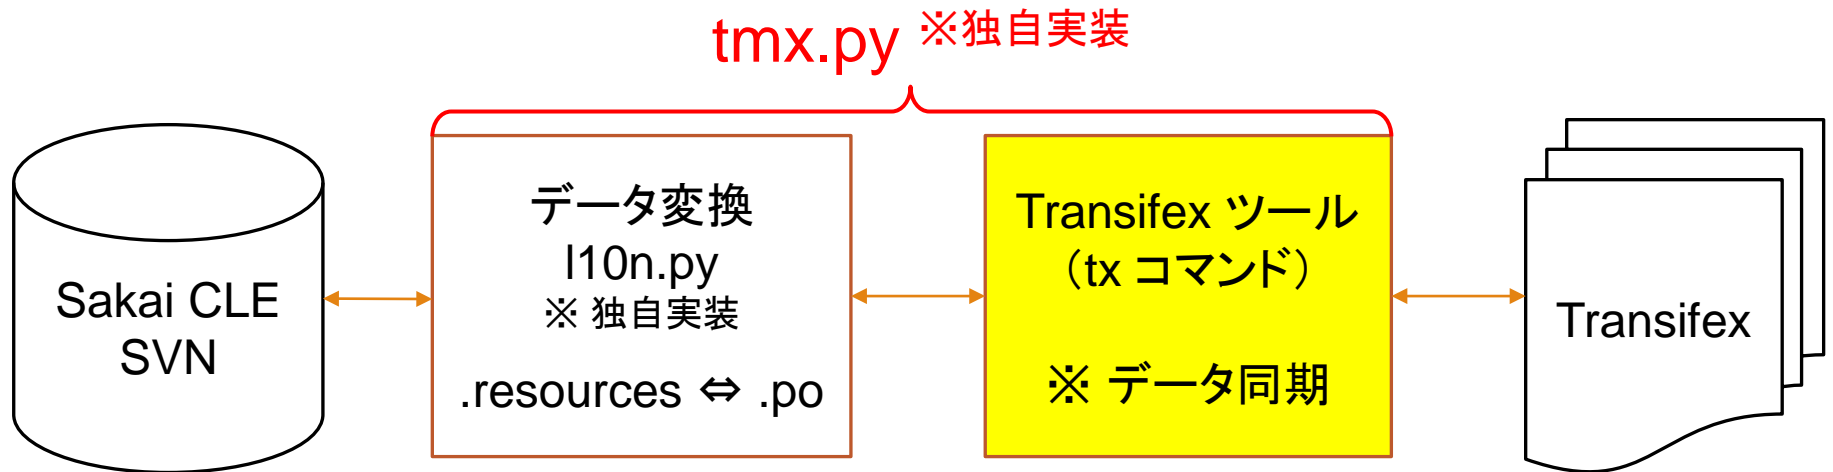 tmx.py ※独自実装
Sakai CLE
SVN
データ変換
l10n.py
※ 独自実装
.resources ⇔ .po
Transifex ツール
（tx コマンド）
※ データ同期
Transifex